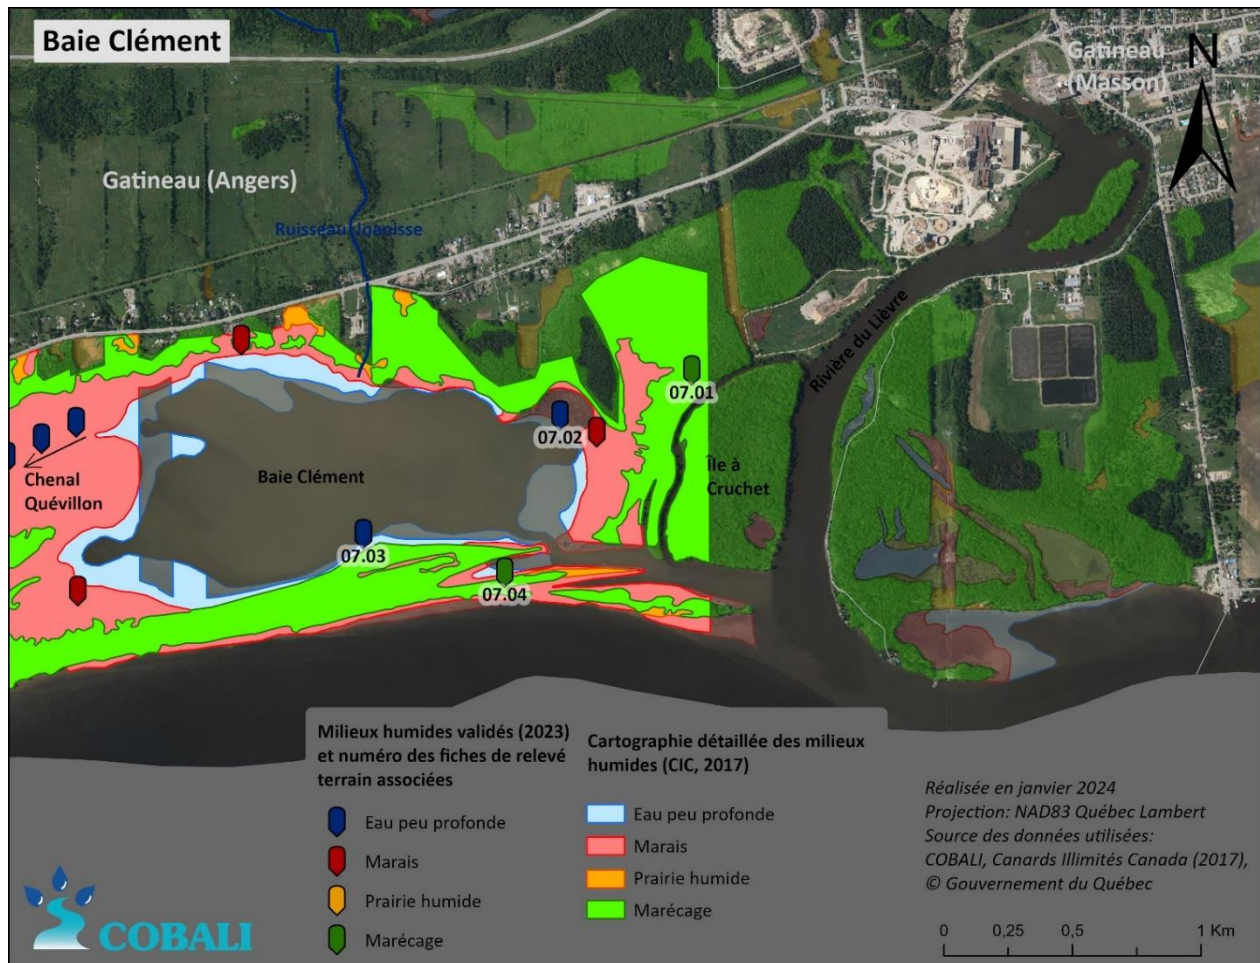 Baie Clément
Gatineau
(Masson)
N
Gatineau (Angers)
Ruisseau Joanisse
Rivière du Lièvre
07.01
07.02
Île à
Cruchet
Chenal
Quévillon
Baie Clément
07.03
07.04
Milieux humides validés (2023)
et numéro des fiches de relevé
terrain associées
Eau peu profonde
Marais
Prairie humide
Marécage
Cartographie détaillée des milieux
humides (CIC, 2017)
Eau peu profonde
Marais
Prairie humide
Marécage
Réalisée en janvier 2024
Projection: NAD83 Québec Lambert
Source des données utilisées:
COBALI, Canards Illimités Canada (2017),
© Gouvernement du Québec
0 0,25 0,5 1 Km
COBALI